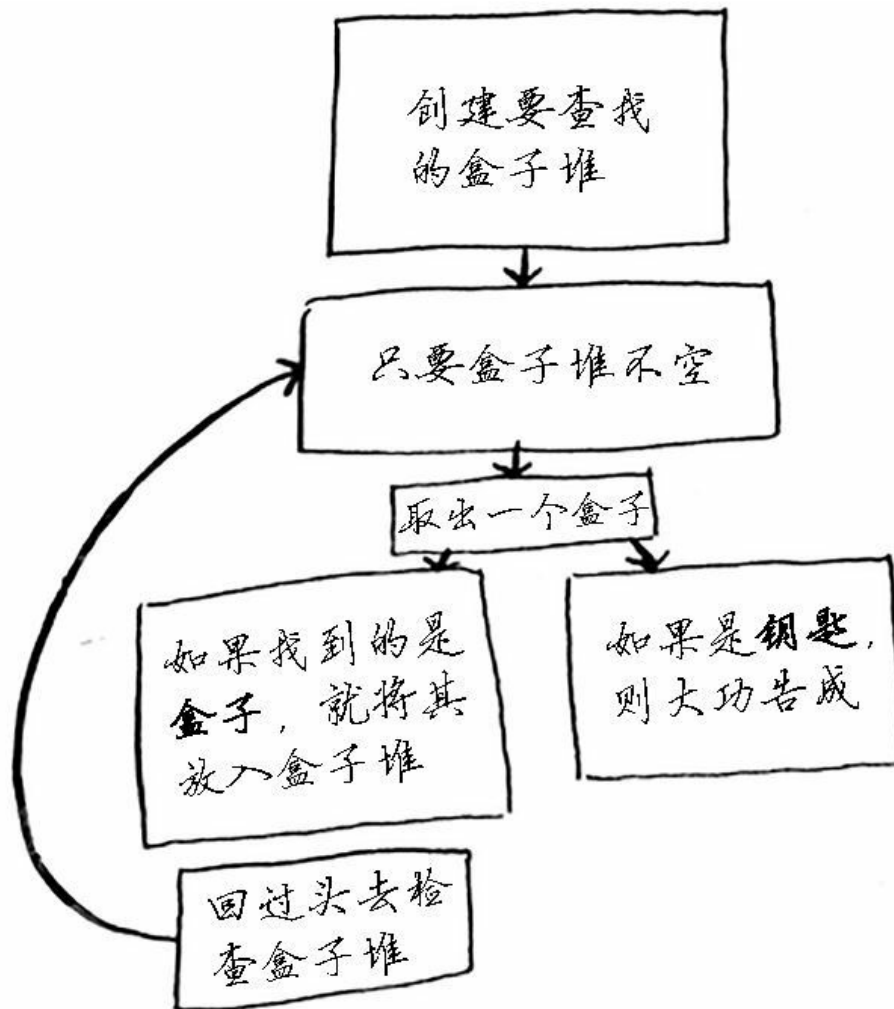 创建要查找
的盒子堆
只要盒子堆不空
取出一个盒子
如果找到的是
盒子，就将其
放入盒子堆
如果是钥匙，
则大功告成
回过头去检
查盒子堆